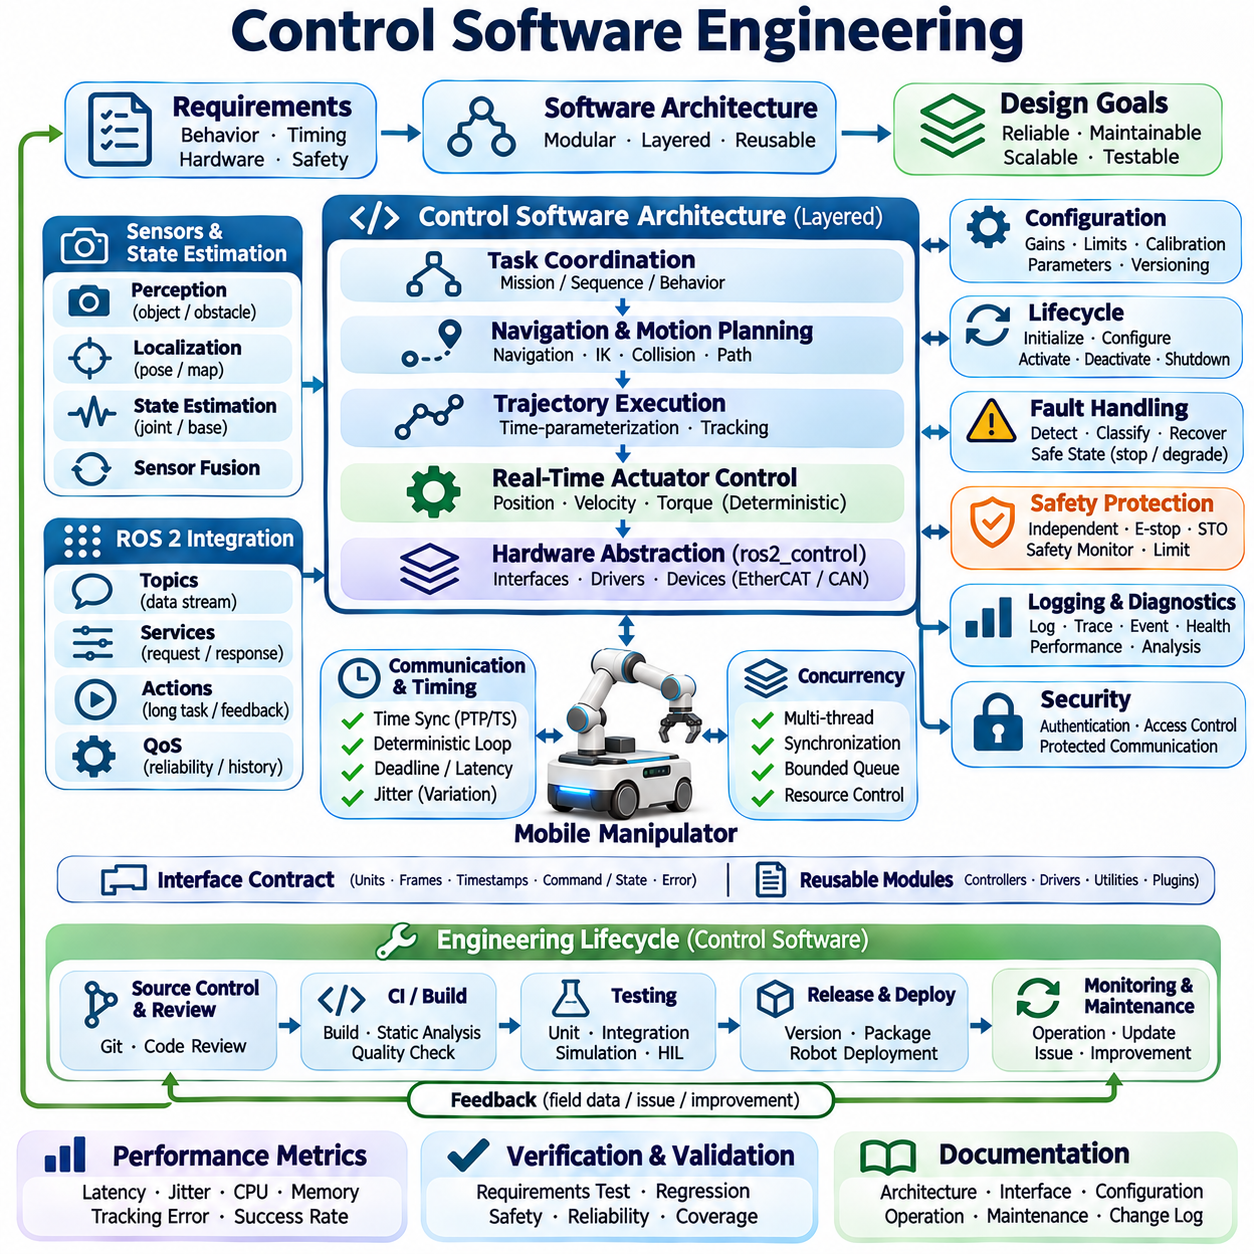 Control Software Engineering
Requirements
Behavior · Timing
Hardware · Safety
Software Architecture
Modular · Layered · Reusable
Design Goals
Reliable · Maintainable
Scalable · Testable
Sensors &
State Estimation
Perception
(object / obstacle)
Localization
(pose / map)
State Estimation
(joint / base)
Sensor Fusion
ROS 2 Integration
Topics
(data stream)
Services
(request / response)
Actions
(long task / feedback)
QoS
(reliability / history)
</> Control Software Architecture (Layered)
Task Coordination
Mission / Sequence / Behavior
Navigation & Motion Planning
Navigation · IK · Collision · Path
Trajectory Execution
Time-parameterization · Tracking
Real-Time Actuator Control
Position · Velocity · Torque (Deterministic)
Hardware Abstraction (ros2_control)
Interfaces · Drivers · Devices (EtherCAT / CAN)
Configuration
Gains · Limits · Calibration
Parameters · Versioning
Lifecycle
Initialize · Configure
Activate · Deactivate · Shutdown
Fault Handling
Detect · Classify · Recover
Safe State (stop / degrade)
Safety Protection
Independent · E-stop · STO
Safety Monitor · Limit
Logging & Diagnostics
Log · Trace · Event · Health
Performance · Analysis
Security
Authentication · Access Control
Protected Communication
Communication
& Timing
Time Sync (PTP/TS)
Deterministic Loop
Deadline / Latency
Jitter (Variation)
Concurrency
Multi-thread
Synchronization
Bounded Queue
Resource Control
Mobile Manipulator
Interface Contract (Units · Frames · Timestamps · Command / State · Error)
Reusable Modules Controllers · Drivers · Utilities · Plugins)
Engineering Lifecycle (Control Software)
Source Control
& Review
Git · Code Review
</> CI / Build
Build · Static Analysis
Quality Check
Testing
Unit · Integration
Simulation · HIL
Release & Deploy
Version · Package
Robot Deployment
Monitoring &
Maintenance
Operation · Update
Issue · Improvement
Feedback (field data / issue / improvement)
Performance Metrics
Latency · Jitter · CPU · Memory
Tracking Error · Success Rate
Verification & Validation
Requirements Test · Regression
Safety · Reliability · Coverage
Documentation
Architecture · Interface · Configuration
Operation · Maintenance · Change Log